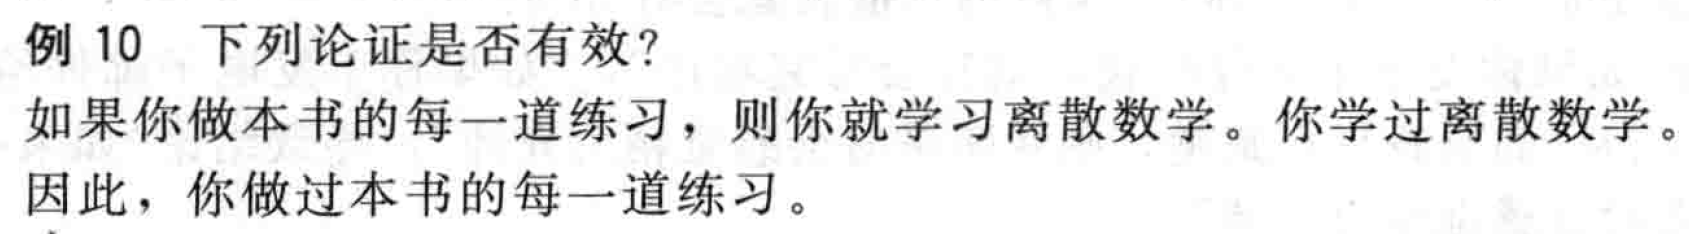 例 10 下列论证是否有效?
如果你做本书的每一道练习，则你就学习离散数学。你学过离散数学。
因此，你做过本书的每一道练习。